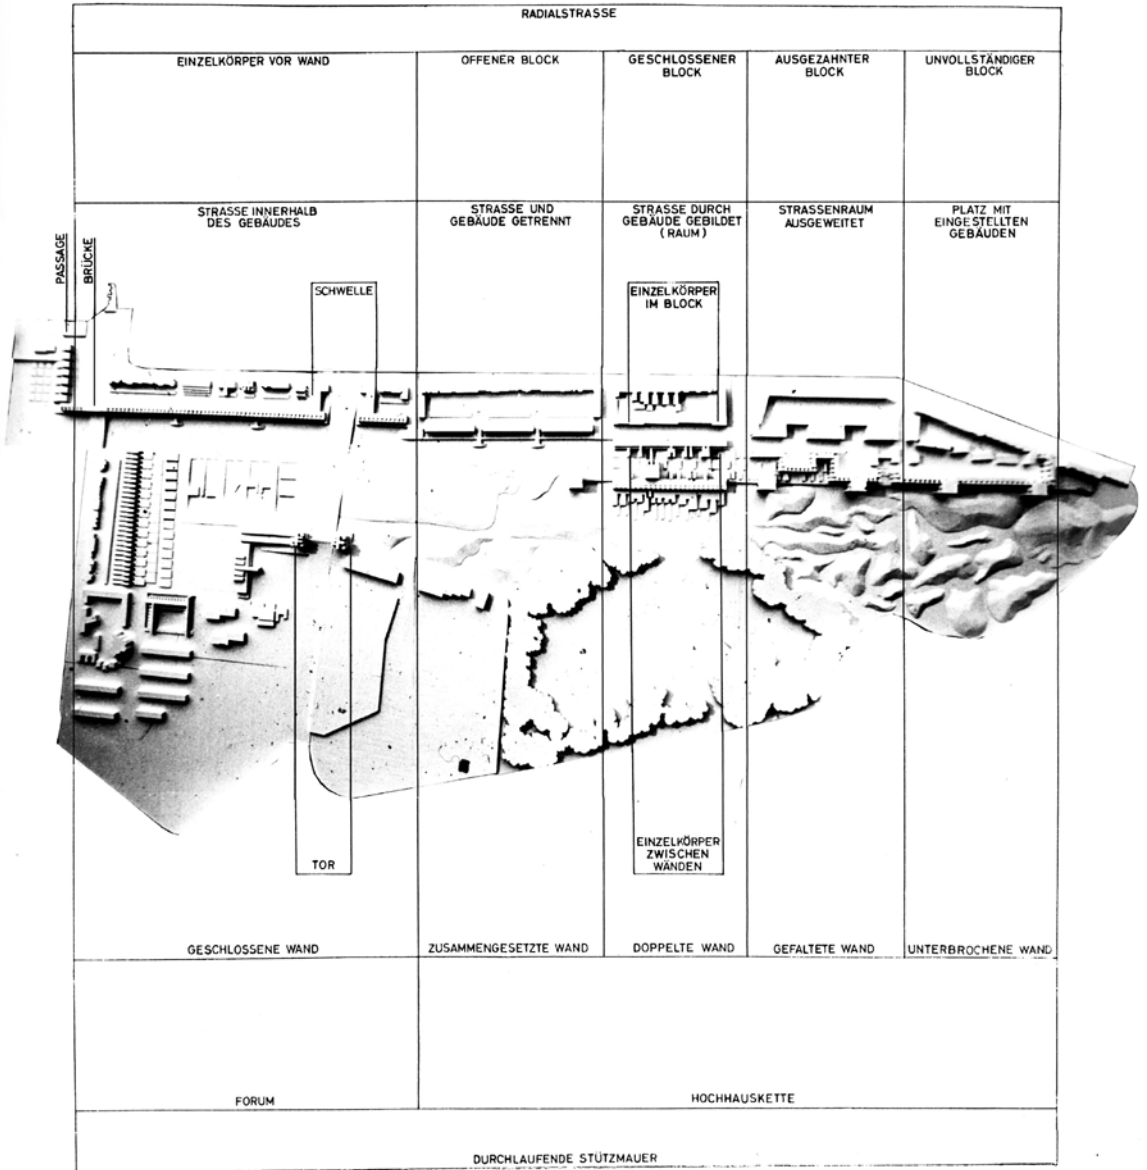 RADIALSTRASSE
EINZELKÖRPER VOR WAND
OFFENER BLOCK
GESCHLOSSENER
BLOCK
AUSGEZAHNTER
BLOCK
UNVOLLSTÄNDIGER
BLOCK
STRASSE INNERHALB
DES GEBÄUDES
STRASSE UND
GEBÄUDE GETRENNT
STRASSE DURCH
GEBÄUDE GEBILDET
(RAUM)
STRASSENRAUM
AUSGEWEITET
PLATZ MIT
EINGESTELLTEN
GEBÄUDEN
PASSAGE
BRÜCKE
SCHWELLE
EINZELKÖRPER
IM BLOCK
TOR
EINZELKÖRPER
ZWISCHEN
WÄNDEN
GESCHLOSSENE WAND
ZUSAMMENGESETZTE WAND
DOPPELTE WAND
GEFALTETE WAND
UNTERBROCHENE WAND
FORUM
HOCHHAUSKETTE
DURCHLAUFENDE STÜTZMAUER